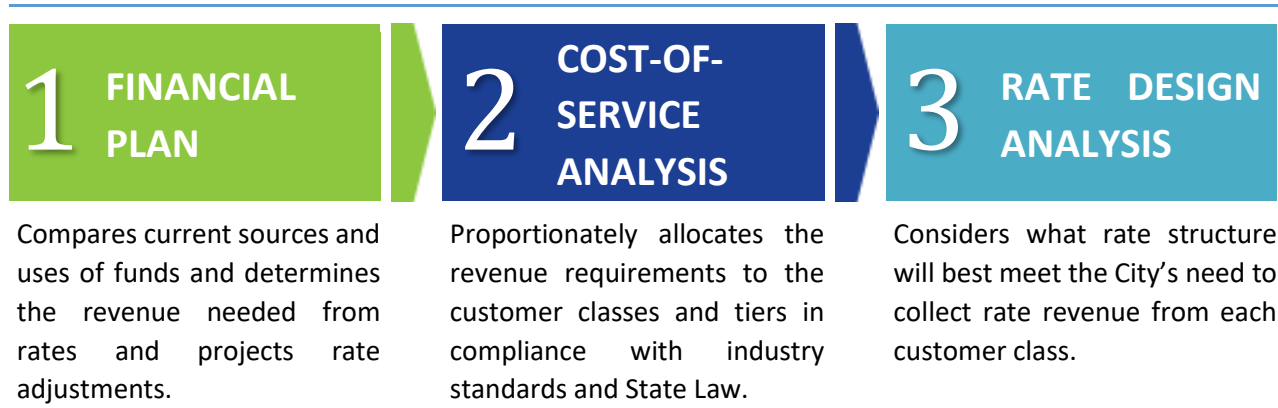 1
FINANCIAL
PLAN
Compares current sources and
uses of funds and determines
the revenue needed from
rates and projects rate
adjustments.
2
COST-OF-
SERVICE
ANALYSIS
Proportionately allocates the
revenue requirements to the
customer classes and tiers in
compliance with industry
standards and State Law.
3
RATE DESIGN
ANALYSIS
Considers what rate structure
will best meet the City’s need to
collect rate revenue from each
customer class.